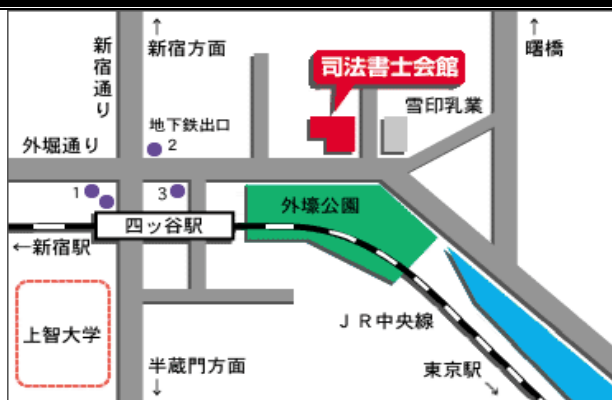 ↑
新宿方面
新宿通り
司法書士会館
↑
曙橋
雪印乳業
地下鉄出口
2
外堀通り
1
3
外壕公園
四ッ谷駅
←新宿駅
上智大学
JR中央線
半蔵門方面
↓
東京駅
↘